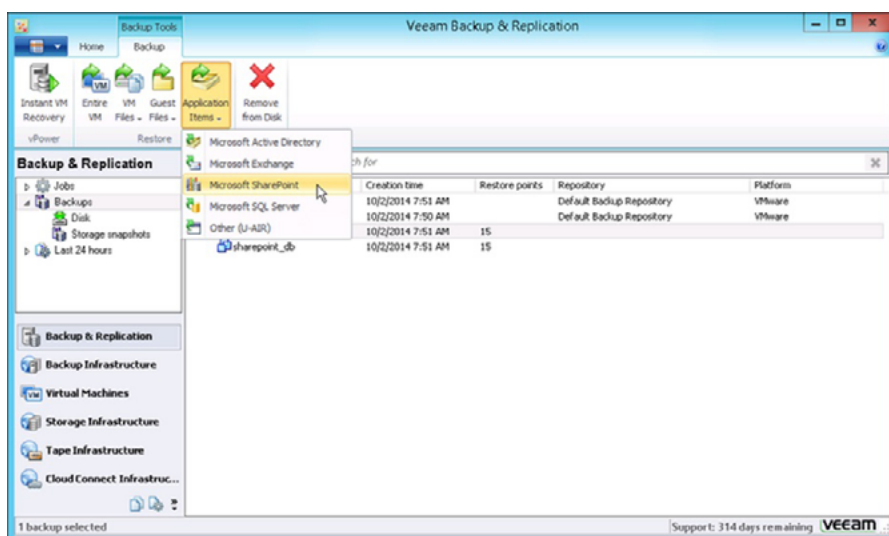 Backup Tools
Veeam Backup & Replication
Home Backup
Instant VM Recovery
Entire VM
VM Files
Guest Files
Application Items
Remove from Disk
vPower Restore
Microsoft Active Directory
Microsoft Exchange
Microsoft SharePoint
Microsoft SQL Server
Other (U-AIR)
Backup & Replication
Jobs
Backups
Disk
Storage snapshots
Last 24 hours
ch for
Creation time Restore points Repository Platform
10/2/2014 7:51 AM Default Backup Repository VMware
10/2/2014 7:50 AM Default Backup Repository VMware
10/2/2014 7:51 AM 15
sharepoint_db 10/2/2014 7:51 AM 15
Backup & Replication
Backup Infrastructure
Virtual Machines
Storage Infrastructure
Tape Infrastructure
Cloud Connect Infrastruc...
1 backup selected
Support: 314 days remaining veeam